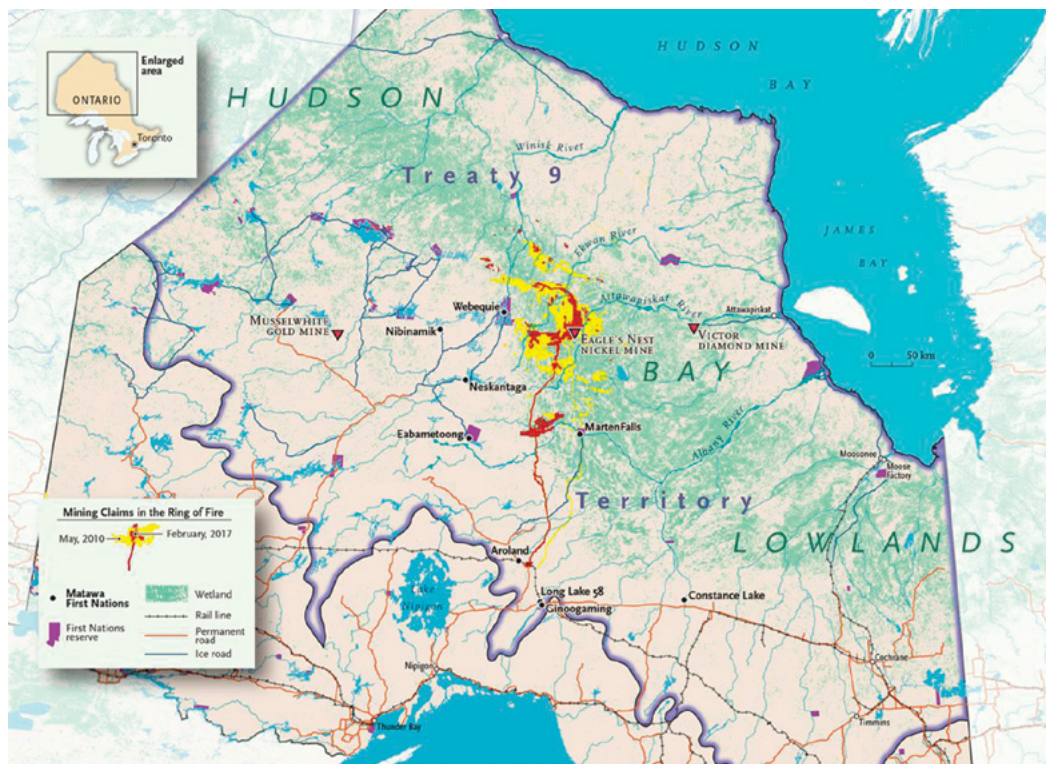 Enlarged
area
ONTARIO
Toronto
HUDSON
BAY
HUDSON
Winisk River
Treaty 9
Ekwan River
JAMES
BAY
Attawapiskat River
Attawapiskat
Webequie
MUSSELWHITE
GOLD MINE
Nibinamik
EAGLE'S NEST
NICKEL MINE
VICTOR
DIAMOND MINE
0 50 km
BAY
Neskantaga
Eabametoong
MartenFalls
Albany River
Moosonee
Moose
Factory
Territory
LOWLANDS
Mining Claims in the Ring of Fire
May, 2010
February, 2017
Matawa
First Nations
First Nations
reserve
Wetland
Rail line
Permanent
road
Ice road
Aroland
Lake
Nipigon
Long Lake 58
Ginoogaming
Constance Lake
Nipigon
Cochrane
Timmins
Thunder Bay